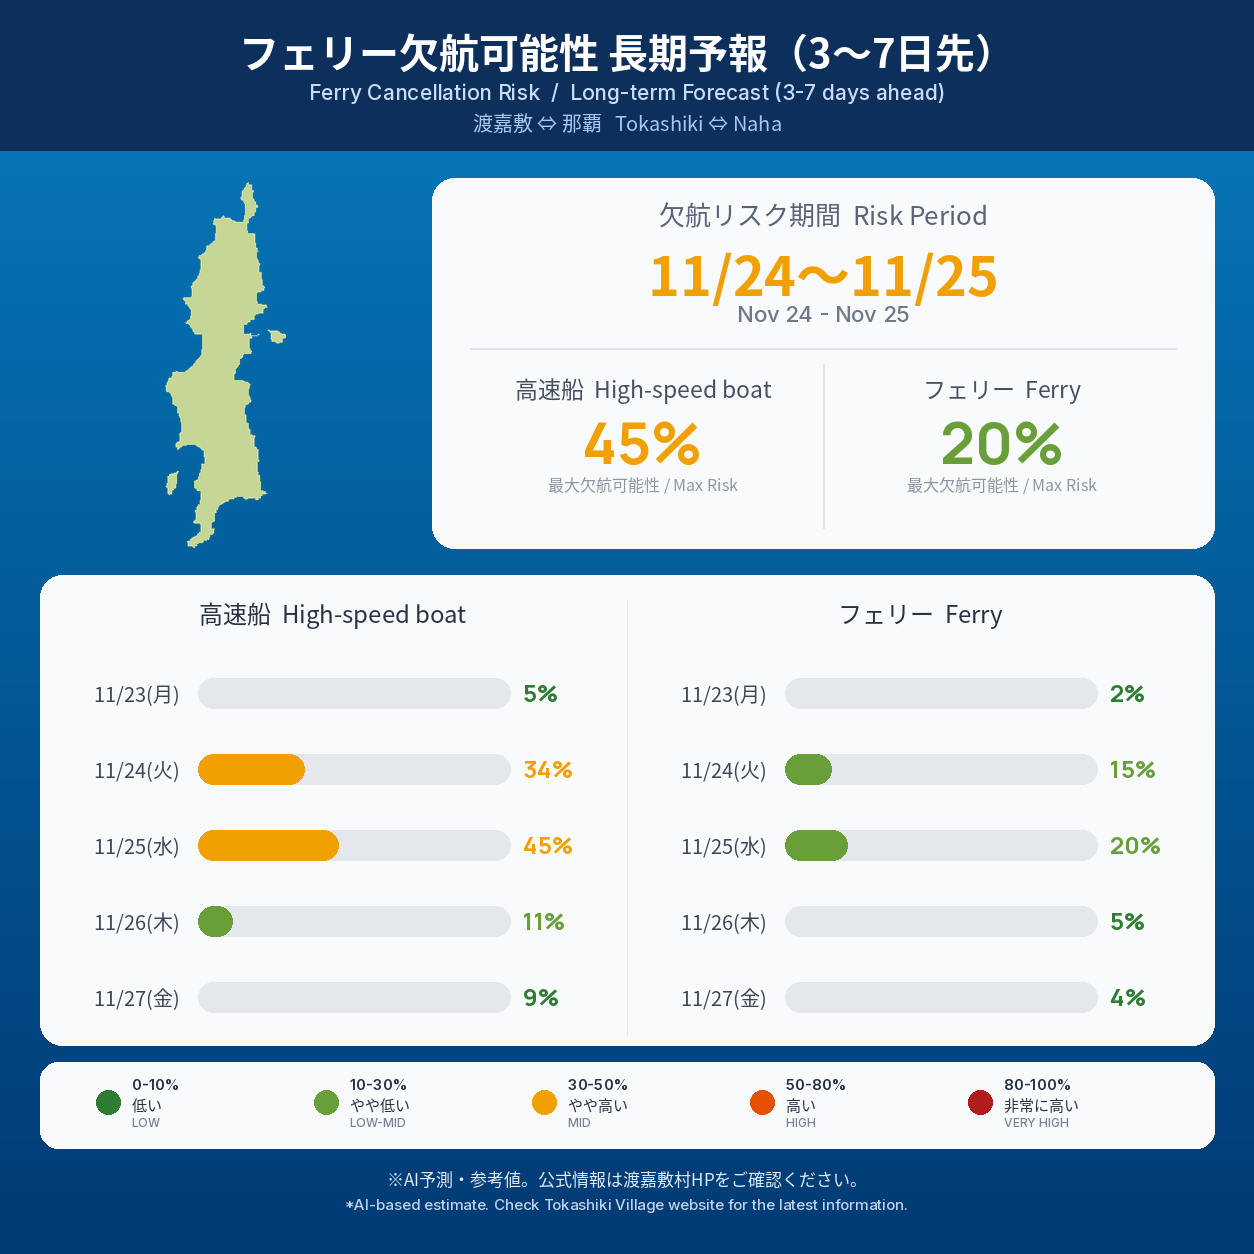 フェリー欠航可能性 長期予報（3〜7日先）
Ferry Cancellation Risk / Long-term Forecast (3-7 days ahead)
渡嘉敷 ⇔ 那覇 Tokashiki ⇔ Naha
欠航リスク期間 Risk Period
11/24〜11/25
Nov 24 - Nov 25
高速船 High-speed boat
45%
最大欠航可能性 / Max Risk
フェリー Ferry
20%
最大欠航可能性 / Max Risk
高速船 High-speed boat
11/23(月) 5%
11/24(火) 34%
11/25(水) 45%
11/26(木) 11%
11/27(金) 9%
フェリー Ferry
11/23(月) 2%
11/24(火) 15%
11/25(水) 20%
11/26(木) 5%
11/27(金) 4%
0-10%
低い
LOW
10-30%
やや低い
LOW-MID
30-50%
やや高い
MID
50-80%
高い
HIGH
80-100%
非常に高い
VERY HIGH
※AI予測・参考値。公式情報は渡嘉敷村HPをご確認ください。
*AI-based estimate. Check Tokashiki Village website for the latest information.